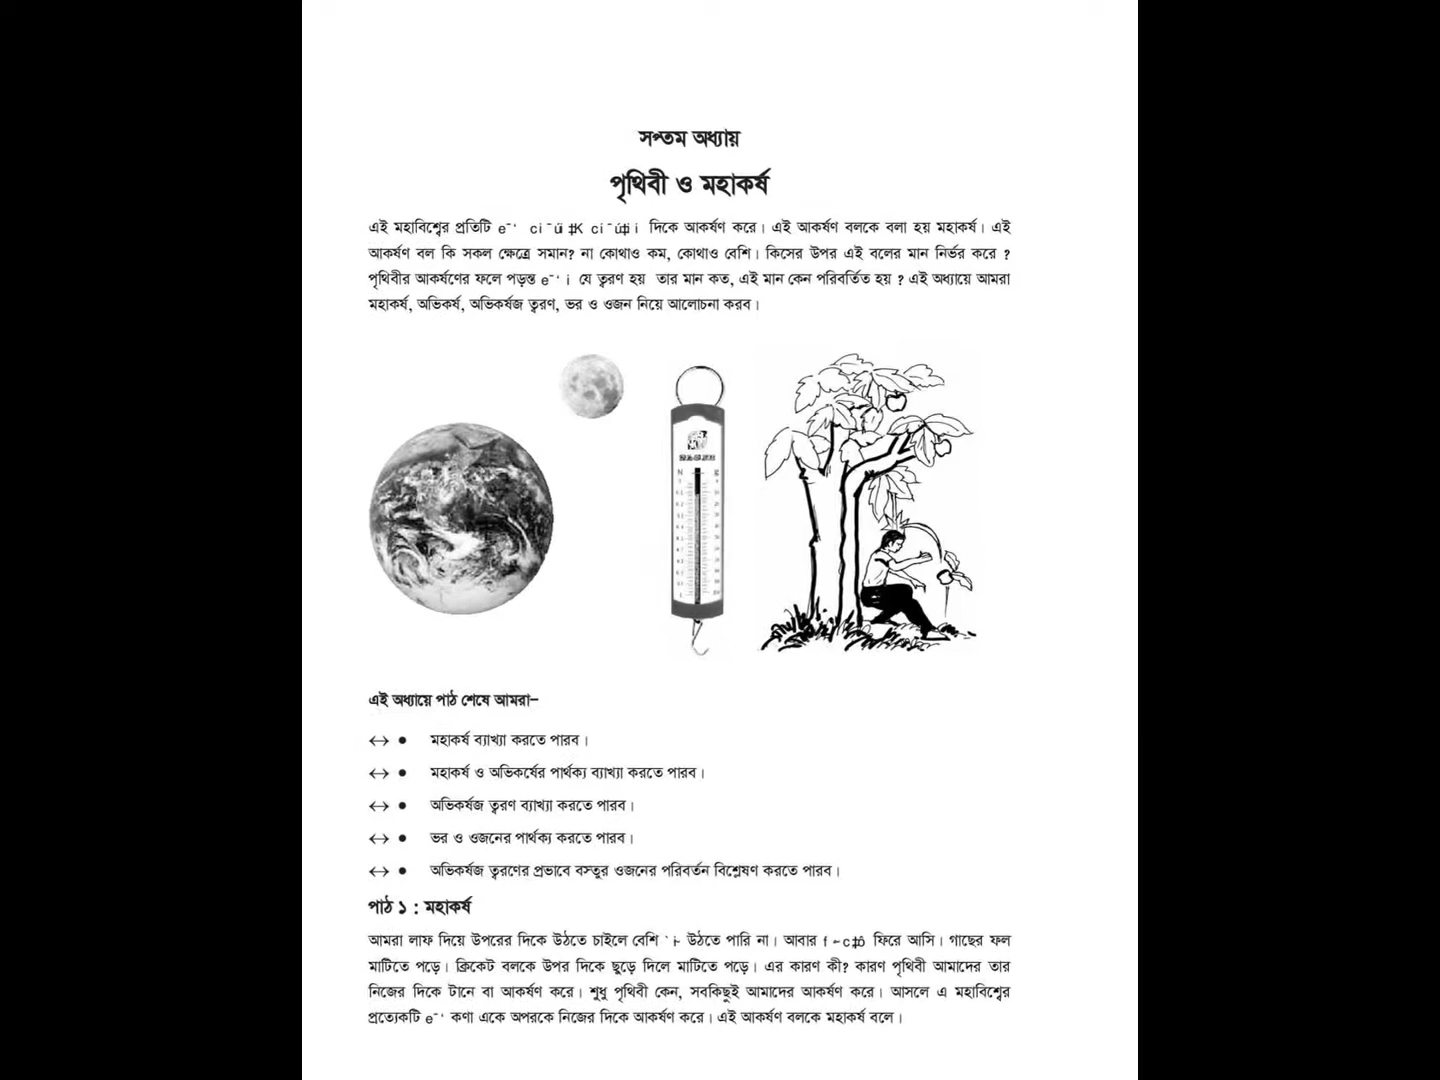 সপ্তম অধ্যায়
পৃথিবী ও মহাকর্ষ
এই মহাবিশ্বের প্রতিটি দিকে আকর্ষণ করে। এই আকর্ষণ বলকে বলা হয় মহাকর্ষ। এই
আকর্ষণ বল কি সকল ক্ষেত্রে সমান? না কোথাও কম, কোথাও বেশি। কিসের উপর এই বলের মান নির্ভর করে ?
পৃথিবীর আকর্ষণের ফলে পড়ন্ত যে ত্বরণ হয় তার মান কত, এই মান কেন পরিবর্তিত হয় ? এই অধ্যায়ে আমরা
মহাকর্ষ, অভিকর্ষ, অভিকর্ষজ ত্বরণ, ভর ও ওজন নিয়ে আলোচনা করব।
N
এই অধ্যায়ে পাঠ শেষে আমরা–
↔ ● মহাকর্ষ ব্যাখ্যা করতে পারব।
↔ ● মহাকর্ষ ও অভিকর্ষের পার্থক্য ব্যাখ্যা করতে পারব।
↔ ● অভিকর্ষজ ত্বরণ ব্যাখ্যা করতে পারব।
↔ ● ভর ও ওজনের পার্থক্য করতে পারব।
↔ ● অভিকর্ষজ ত্বরণের প্রভাবে বস্তুর ওজনের পরিবর্তন বিশ্লেষণ করতে পারব।
পাঠ ১ : মহাকর্ষ
আমরা লাফ দিয়ে উপরের দিকে উঠতে চাইলে বেশি উঠতে পারি না। আবার ফিরে আসি। গাছের ফল
মাটিতে পড়ে। ক্রিকেট বলকে উপর দিকে ছুড়ে দিলে মাটিতে পড়ে। এর কারণ কী? কারণ পৃথিবী আমাদের তার
নিজের দিকে টানে বা আকর্ষণ করে। শুধু পৃথিবী কেন, সবকিছুই আমাদের আকর্ষণ করে। আসলে এ মহাবিশ্বের
প্রত্যেকটি কণা একে অপরকে নিজের দিকে আকর্ষণ করে। এই আকর্ষণ বলকে মহাকর্ষ বলে।